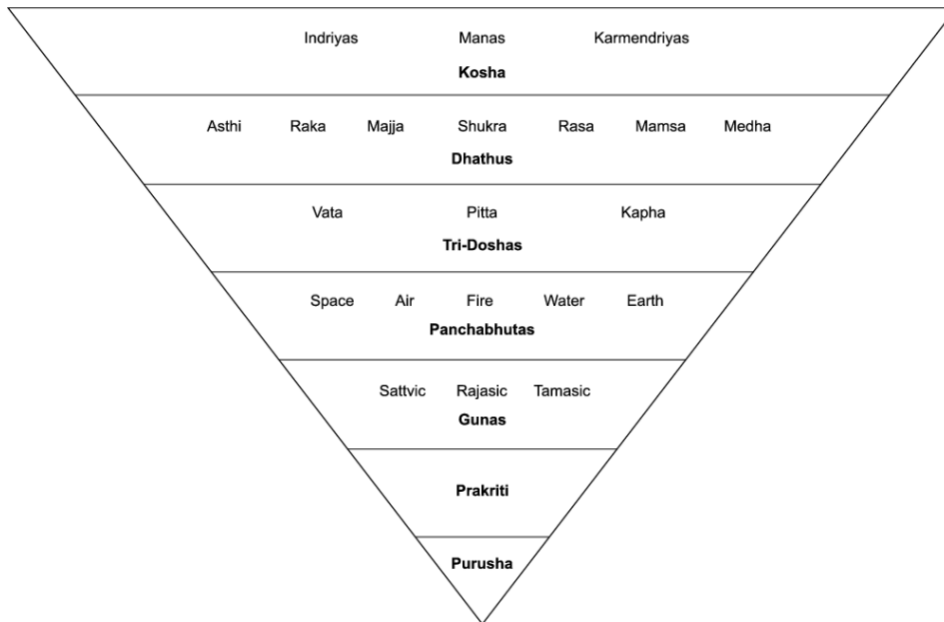 Indriyas Manas Karmendriyas
Kosha
Asthi Raka Majja Shukra Rasa Mamsa Medha
Dhathus
Vata Pitta Kapha
Tri-Doshas
Space Air Fire Water Earth
Panchabhutas
Sattvic Rajasic Tamasic
Gunas
Prakriti
Purusha